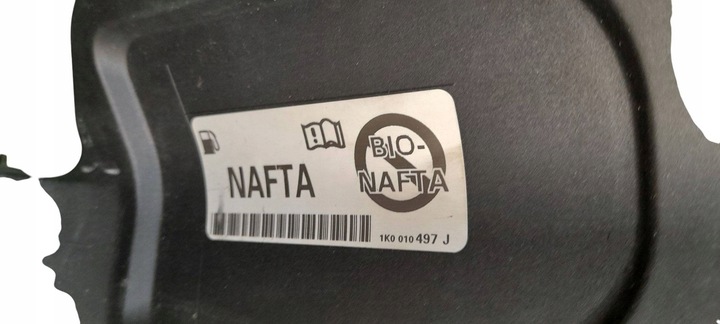 NAFTA
BIO-
NAFTA
1K0 010 497 J